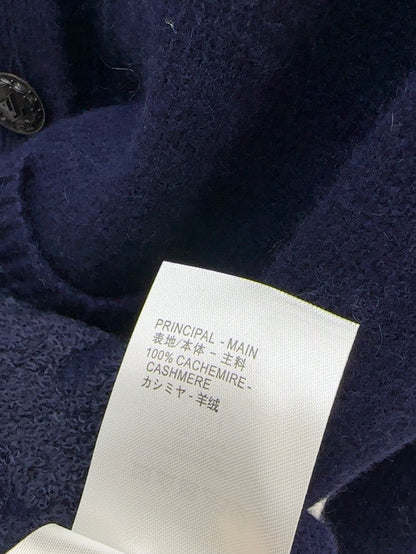 PRINCIPAL - MAIN
表地/本体 - 主料
100% CACHEMIRE -
CASHMERE
カシミヤ - 羊绒